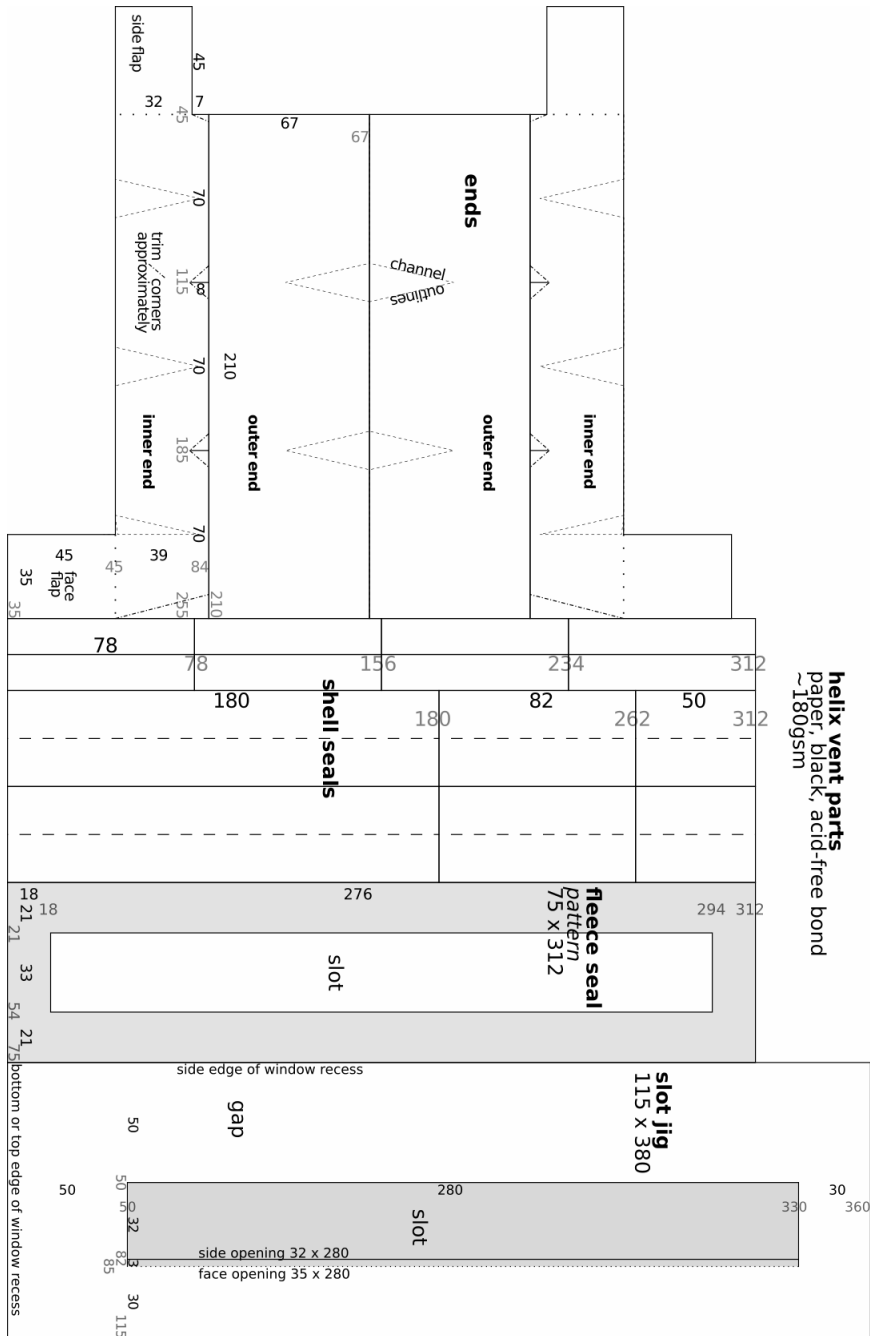 side flap
45
32
7
45
67
67
ends
70
trim corners
approximately
channel
outlines
115
8
70
210
inner end
outer end
outer end
inner end
185
70
45
39
45
84
35
face
flap
35
255
210
78
78
156
234
312
180
82
50
180
262
312
shell seals
helix vent parts
paper, black, acid-free bond
~180gsm
18
276
21
18
294
312
fleece seal
pattern
75 x 312
21
33
slot
54
21
75
side edge of window recess
bottom or top edge of window recess
gap
slot jig
115 x 380
50
50
50
280
30
50
330
360
32
slot
side opening 32 x 280
82
3
face opening 35 x 280
85
30
115